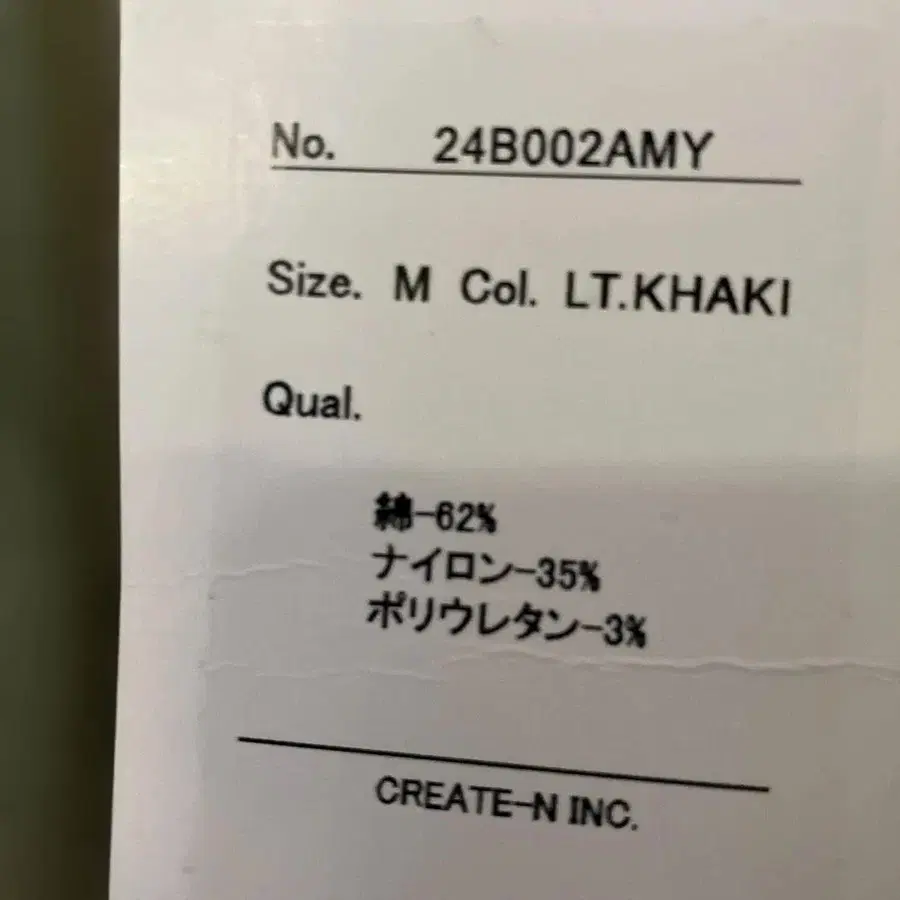 No. 24B002AMY
Size. M Col. LT.KHAKI
Qual.
綿-62%
ナイロン-35%
ポリウレタン-3%
CREATE-N INC.